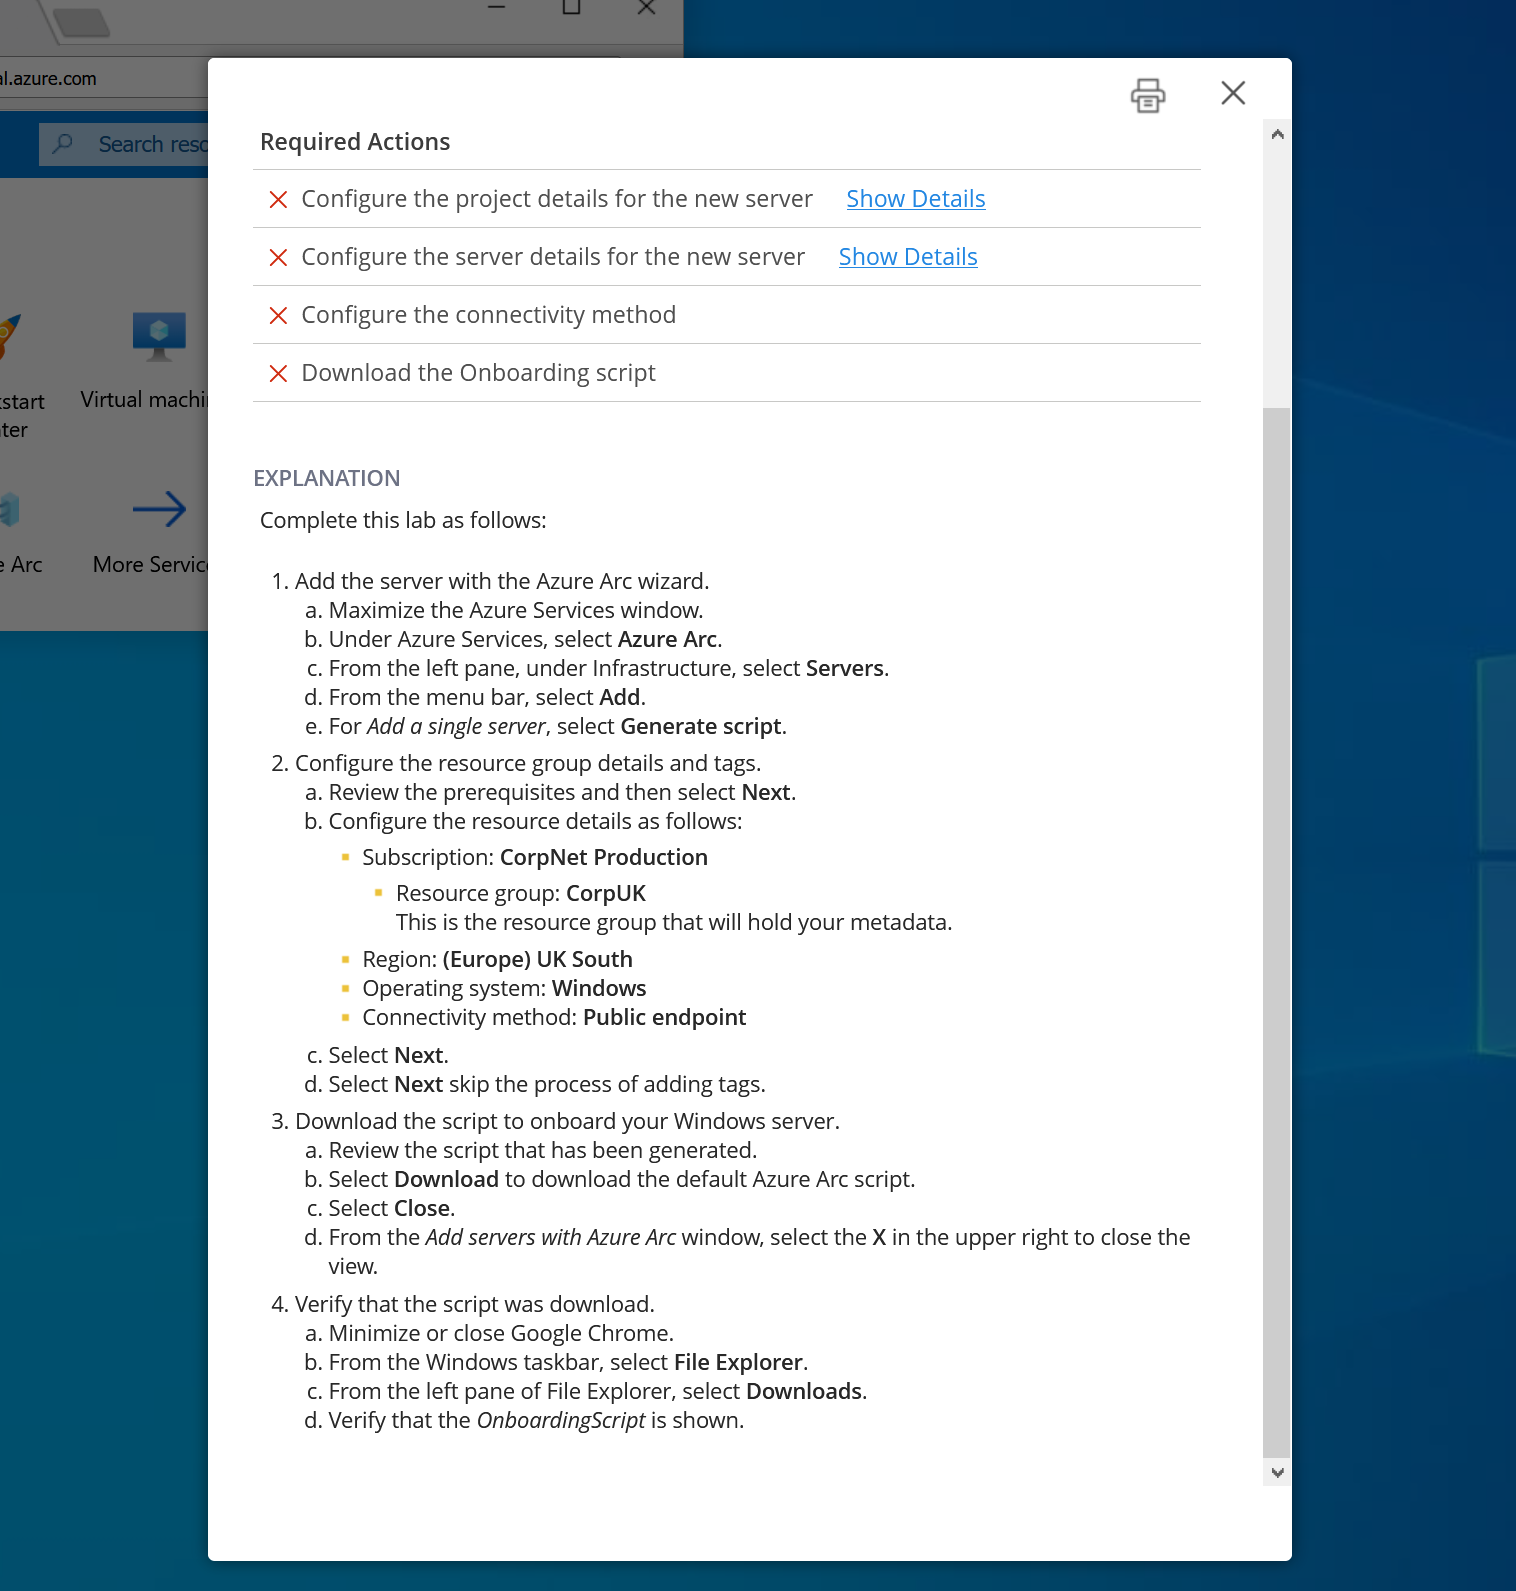 al.azure.com
Search reso
Virtual machi
kstart
nter
e Arc
More Servic
Required Actions
Configure the project details for the new server Show Details
Configure the server details for the new server Show Details
Configure the connectivity method
Download the Onboarding script
EXPLANATION
Complete this lab as follows:
1. Add the server with the Azure Arc wizard.
a. Maximize the Azure Services window.
b. Under Azure Services, select Azure Arc.
c. From the left pane, under Infrastructure, select Servers.
d. From the menu bar, select Add.
e. For Add a single server, select Generate script.
2. Configure the resource group details and tags.
a. Review the prerequisites and then select Next.
b. Configure the resource details as follows:
Subscription: CorpNet Production
Resource group: CorpUK
This is the resource group that will hold your metadata.
Region: (Europe) UK South
Operating system: Windows
Connectivity method: Public endpoint
c. Select Next.
d. Select Next skip the process of adding tags.
3. Download the script to onboard your Windows server.
a. Review the script that has been generated.
b. Select Download to download the default Azure Arc script.
c. Select Close.
d. From the Add servers with Azure Arc window, select the X in the upper right to close the
view.
4. Verify that the script was download.
a. Minimize or close Google Chrome.
b. From the Windows taskbar, select File Explorer.
c. From the left pane of File Explorer, select Downloads.
d. Verify that the OnboardingScript is shown.